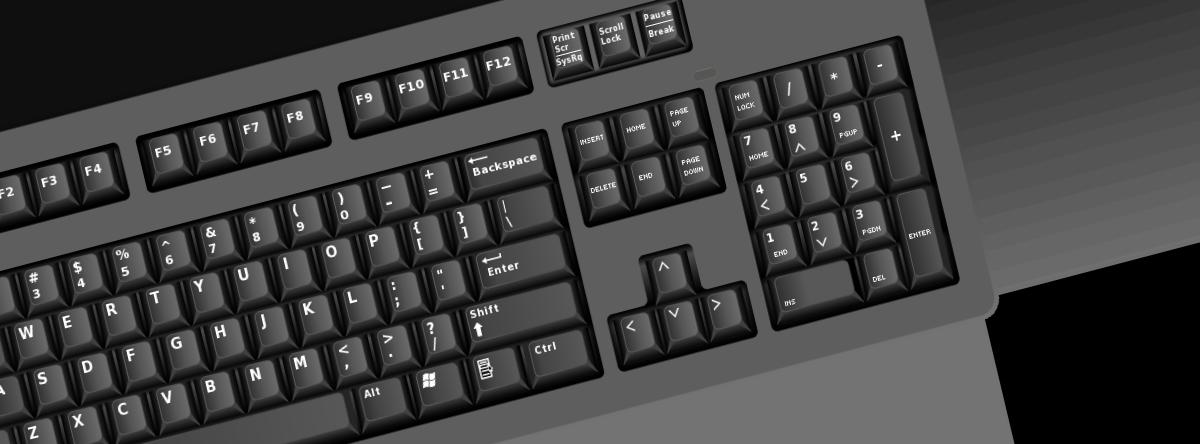 Print
Scr
SysRq
Scroll
Lock
Pause
Break
F9
F10
F11
F12
F5
F6
F7
F8
F2
F3
F4
NUM
LOCK
/
*
-
INSERT
HOME
PAGE
UP
7
HOME
8
^
9
PGUP
+
DELETE
END
PAGE
DOWN
4
<
5
6
>
1
END
2
v
3
PGDN
ENTER
INS
DEL
#
3
$
4
%
5
^
6
&
7
*
8
(
9
)
0
_
-
+
=
Backspace
W
E
R
T
Y
U
I
O
P
{
[
}
]
|
\
A
S
D
F
G
H
J
K
L
:
;
"
'
Enter
Z
X
C
V
B
N
M
<
,
>
.
?
/
Shift
Alt
Ctrl
^
<
v
>